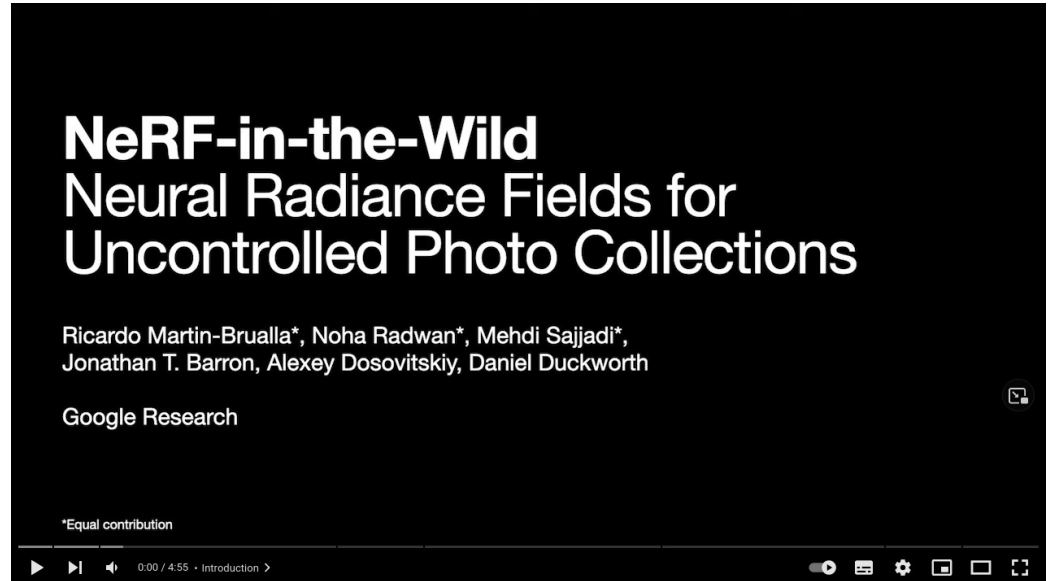 NeRF-in-the-Wild
Neural Radiance Fields for
Uncontrolled Photo Collections
Ricardo Martin-Brualla*, Noha Radwan*, Mehdi Sajjadi*,
Jonathan T. Barron, Alexey Dosovitskiy, Daniel Duckworth
Google Research
*Equal contribution
0:00 / 4:55 • Introduction >